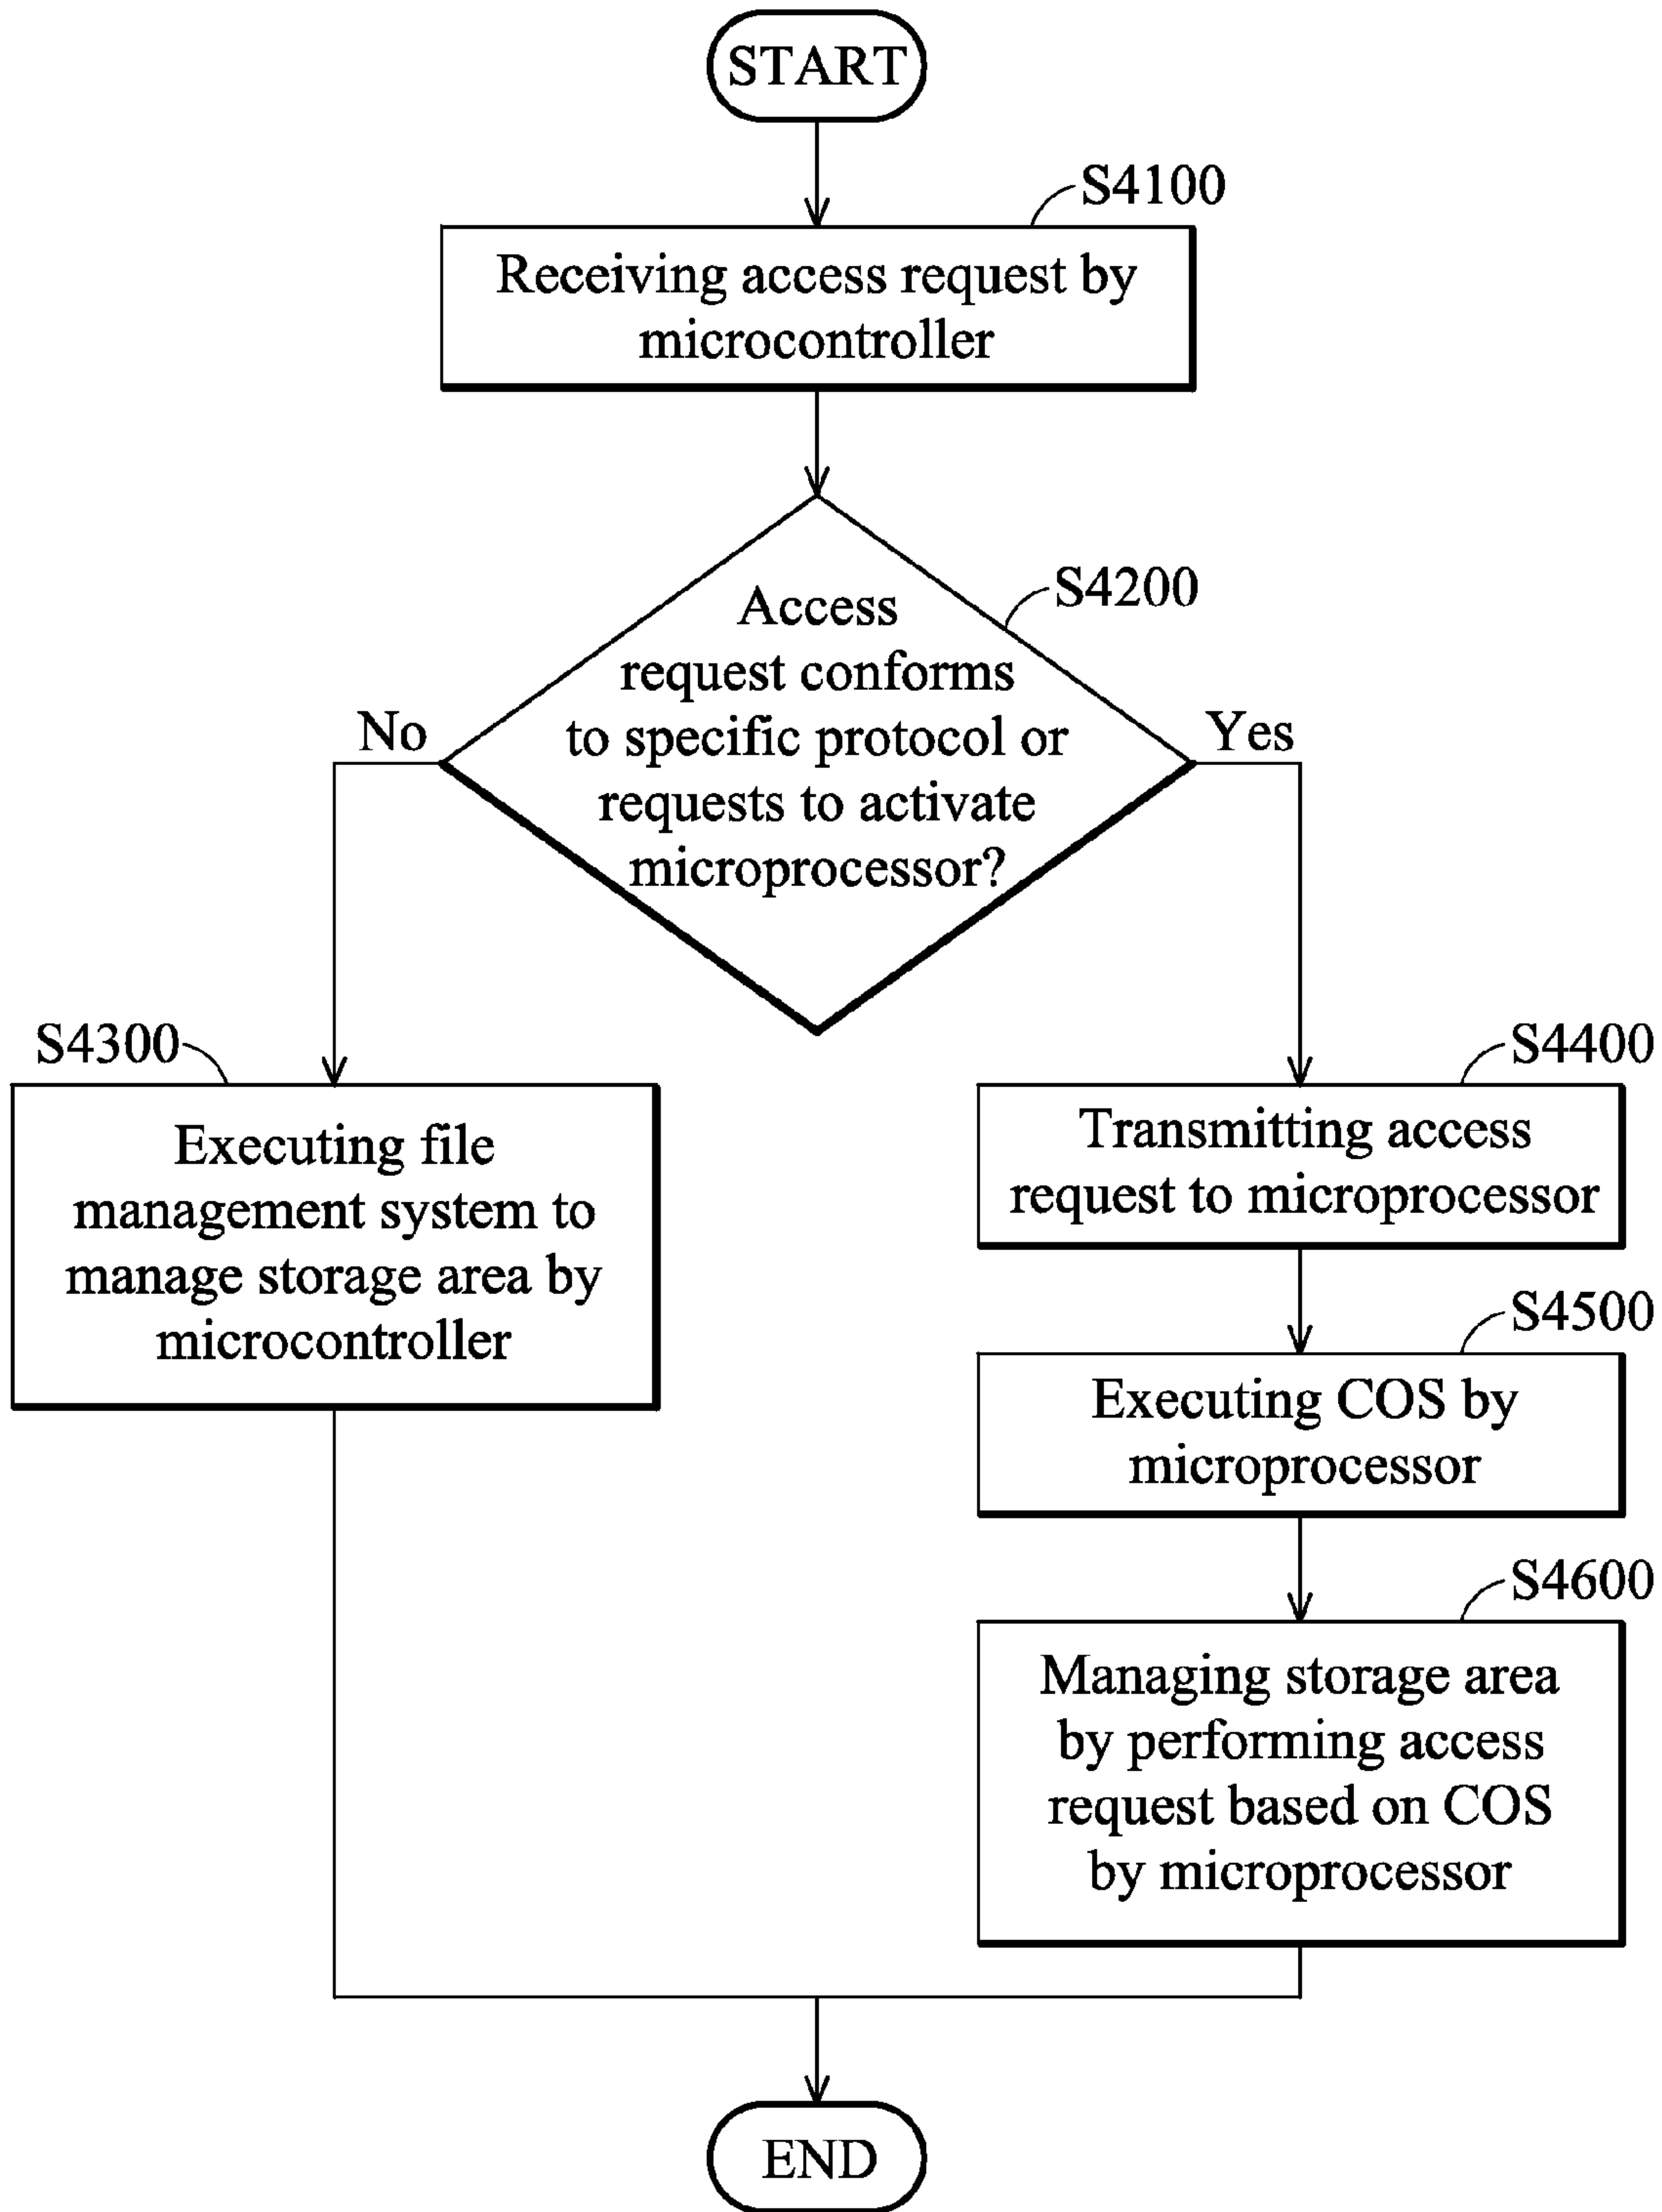 START
S4100
Receiving access request by
microcontroller
S4200
Access
request conforms
to specific protocol or
requests to activate
microprocessor?
No
Yes
S4300
Executing file
management system to
manage storage area by
microcontroller
S4400
Transmitting access
request to microprocessor
S4500
Executing COS by
microprocessor
S4600
Managing storage area
by performing access
request based on COS
by microprocessor
END